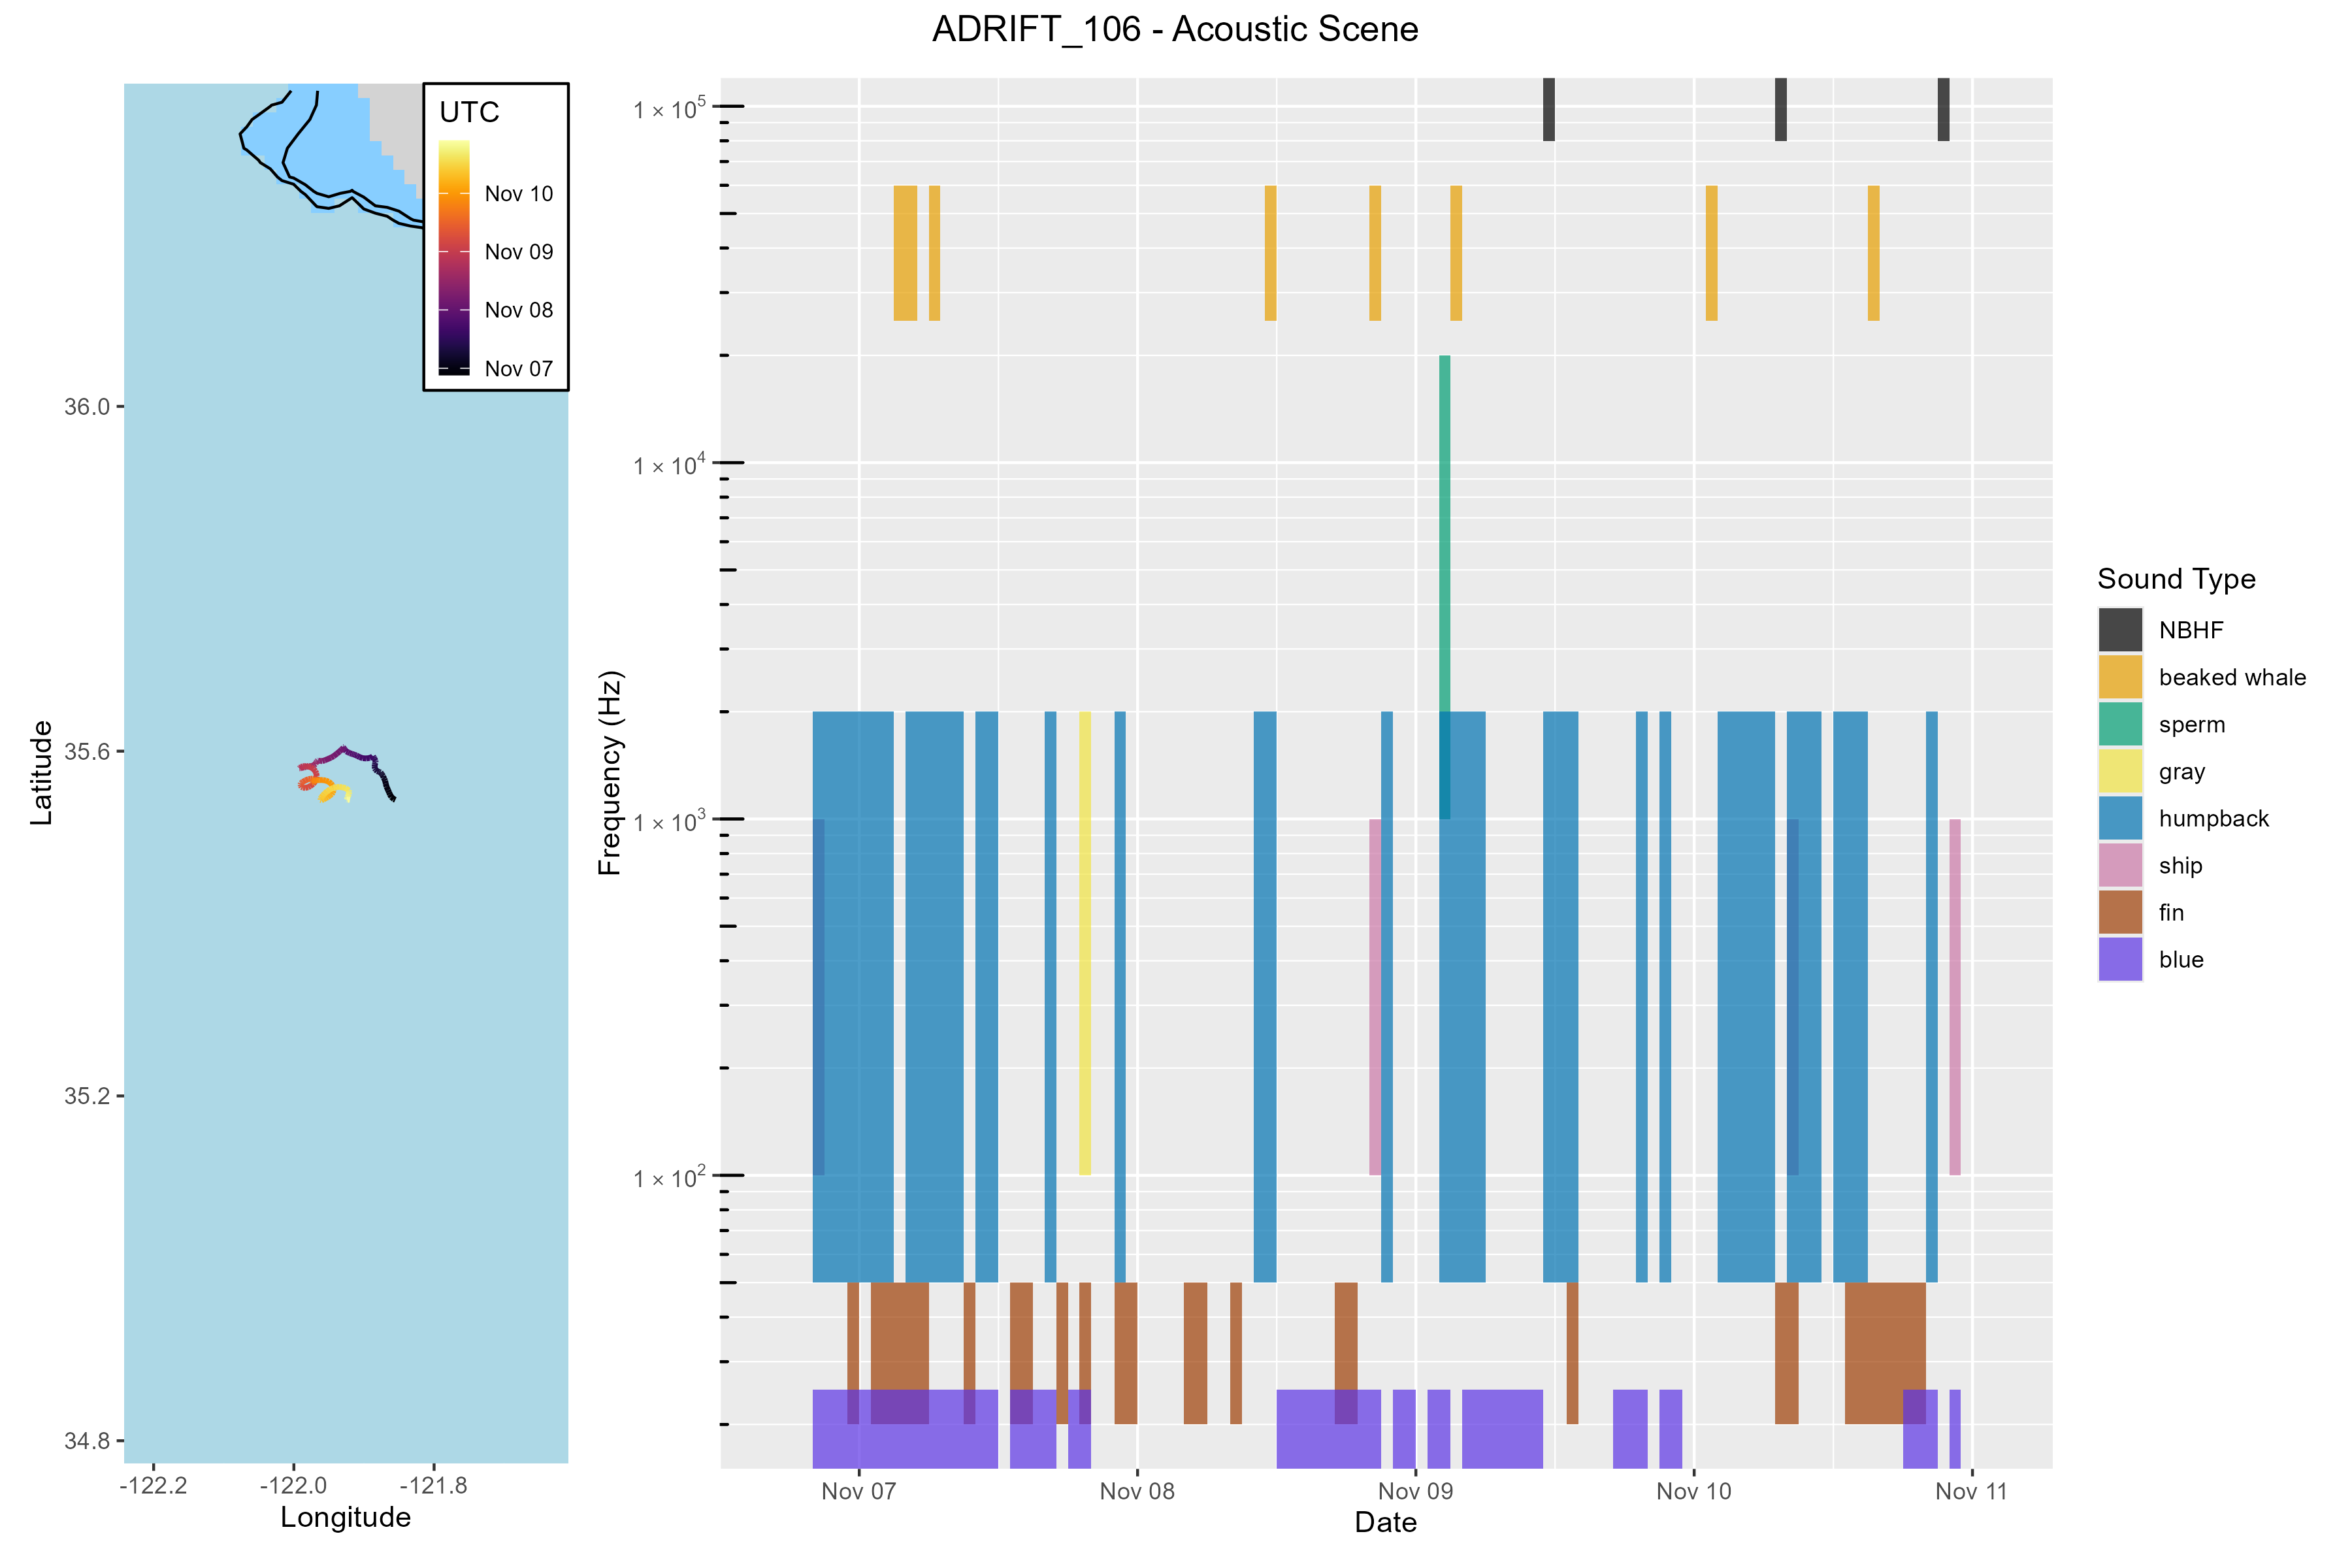 ADRIFT_106 - Acoustic Scene
UTC
Nov 10
Nov 09
Nov 08
Nov 07
36.0
35.6
35.2
34.8
Latitude
-122.2
-122.0
-121.8
Longitude
1 × 10⁵
1 × 10⁴
1 × 10³
1 × 10²
Frequency (Hz)
Nov 07
Nov 08
Nov 09
Nov 10
Nov 11
Date
Sound Type
NBHF
beaked whale
sperm
gray
humpback
ship
fin
blue